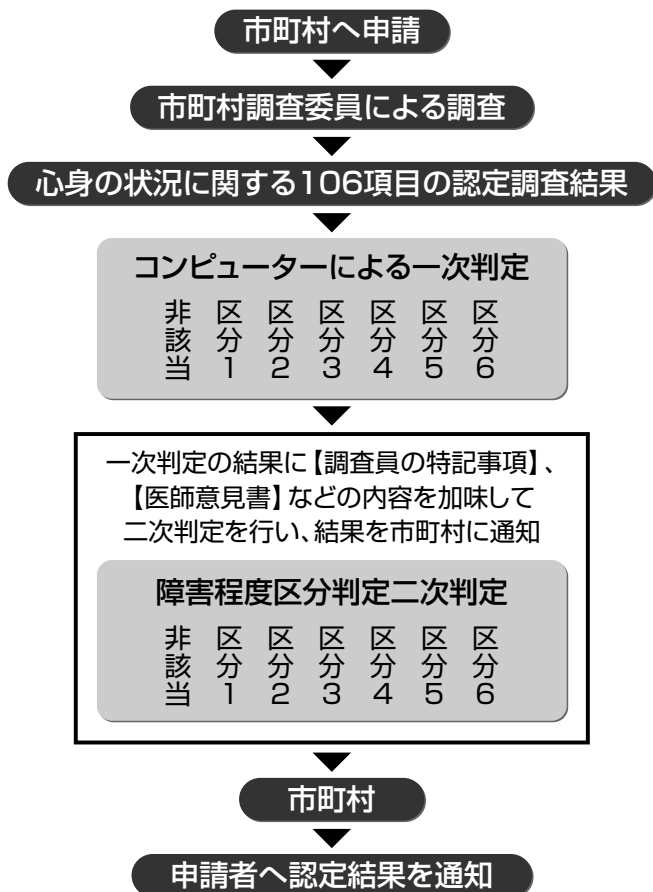 市町村へ申請
市町村調査委員による調査
心身の状況に関する106項目の認定調査結果
コンピューターによる一次判定
非該当 区分1 区分2 区分3 区分4 区分5 区分6
一次判定の結果に【調査員の特記事項】、
【医師意見書】などの内容を加味して
二次判定を行い、結果を市町村に通知
障害程度区分判定二次判定
非該当 区分1 区分2 区分3 区分4 区分5 区分6
市町村
申請者へ認定結果を通知